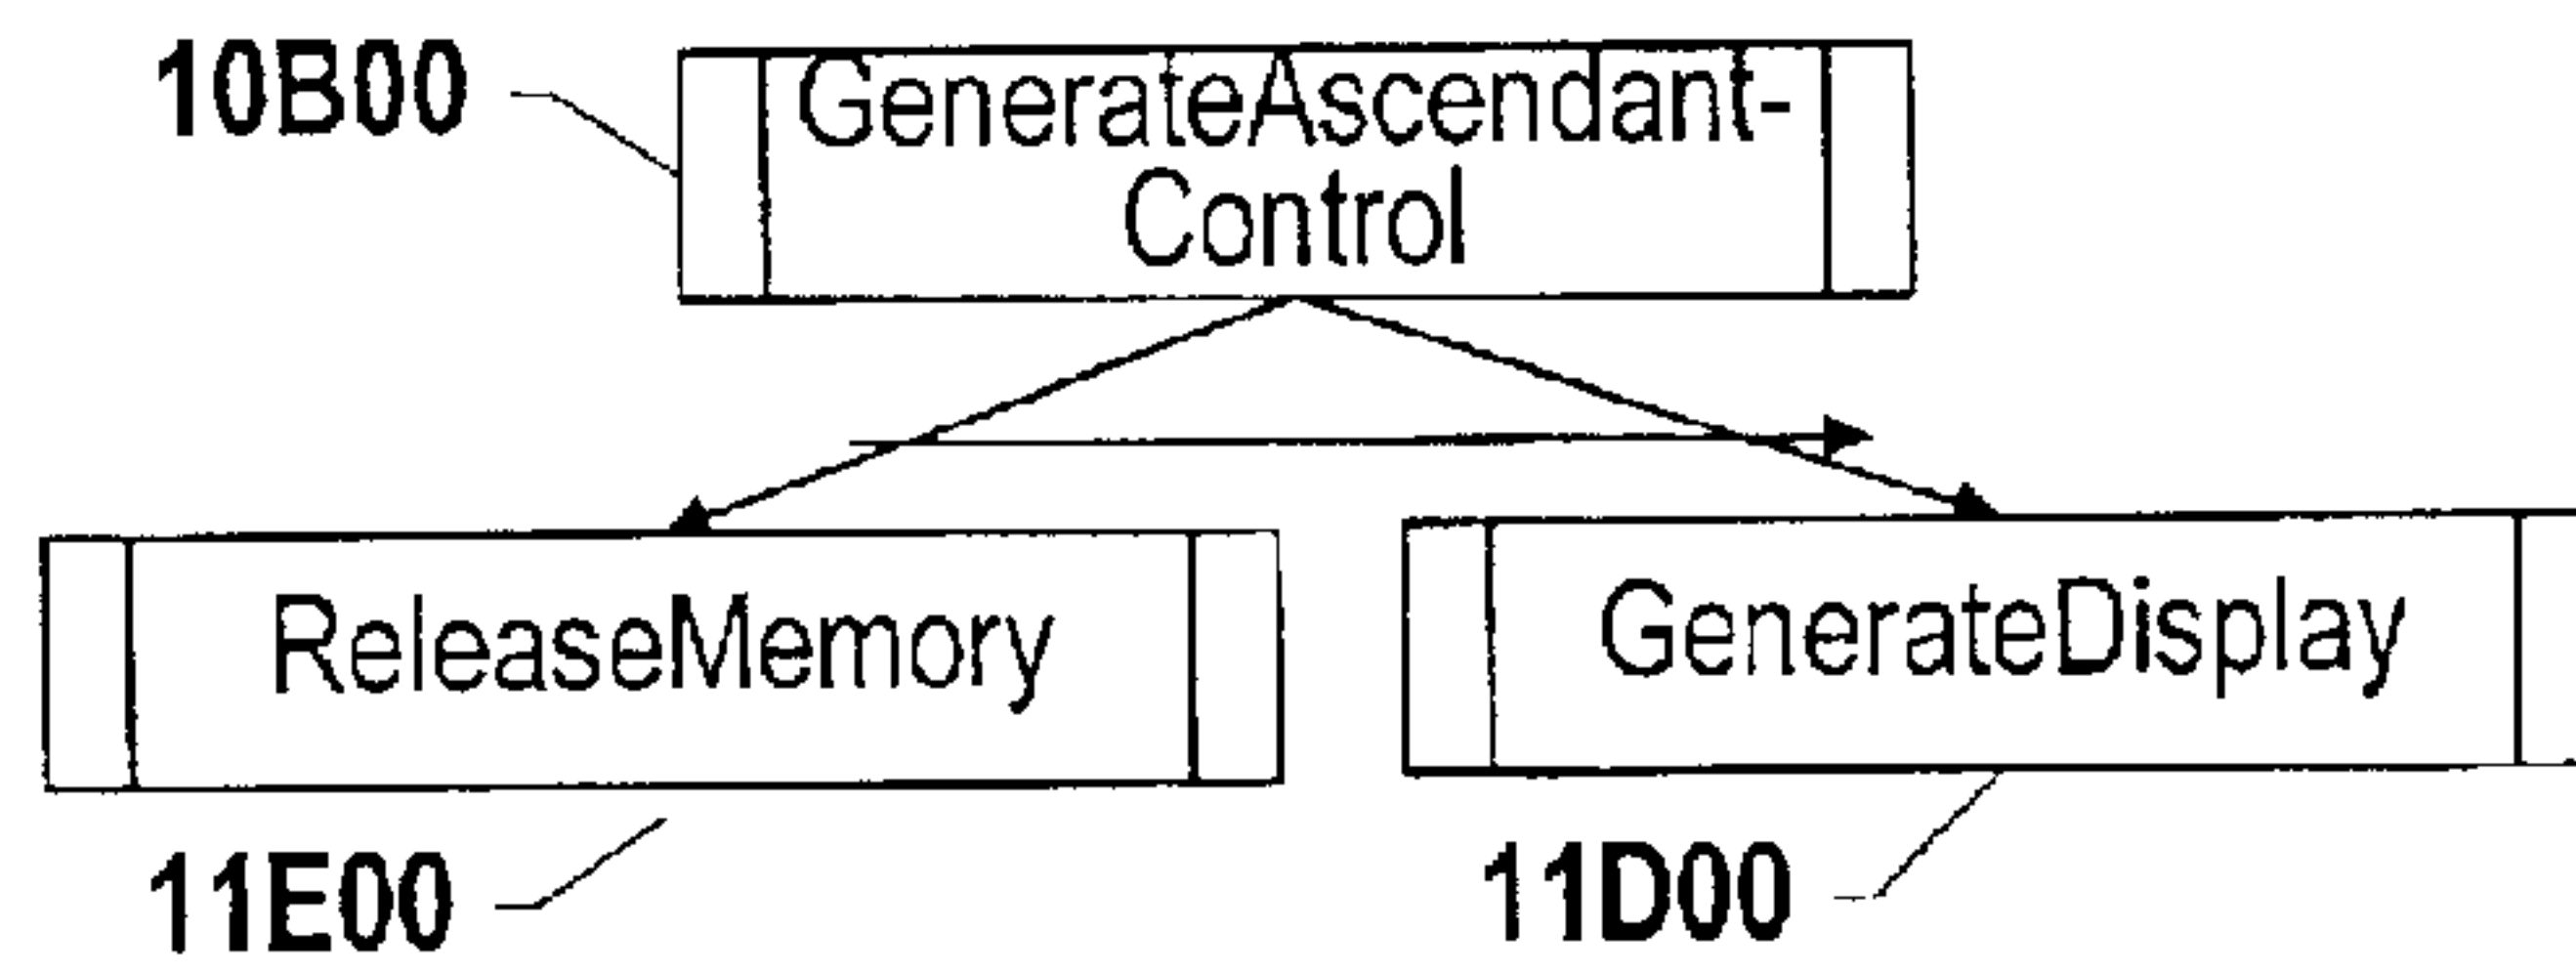 10B00
GenerateAscendant-
Control
ReleaseMemory
GenerateDisplay
11E00
11D00